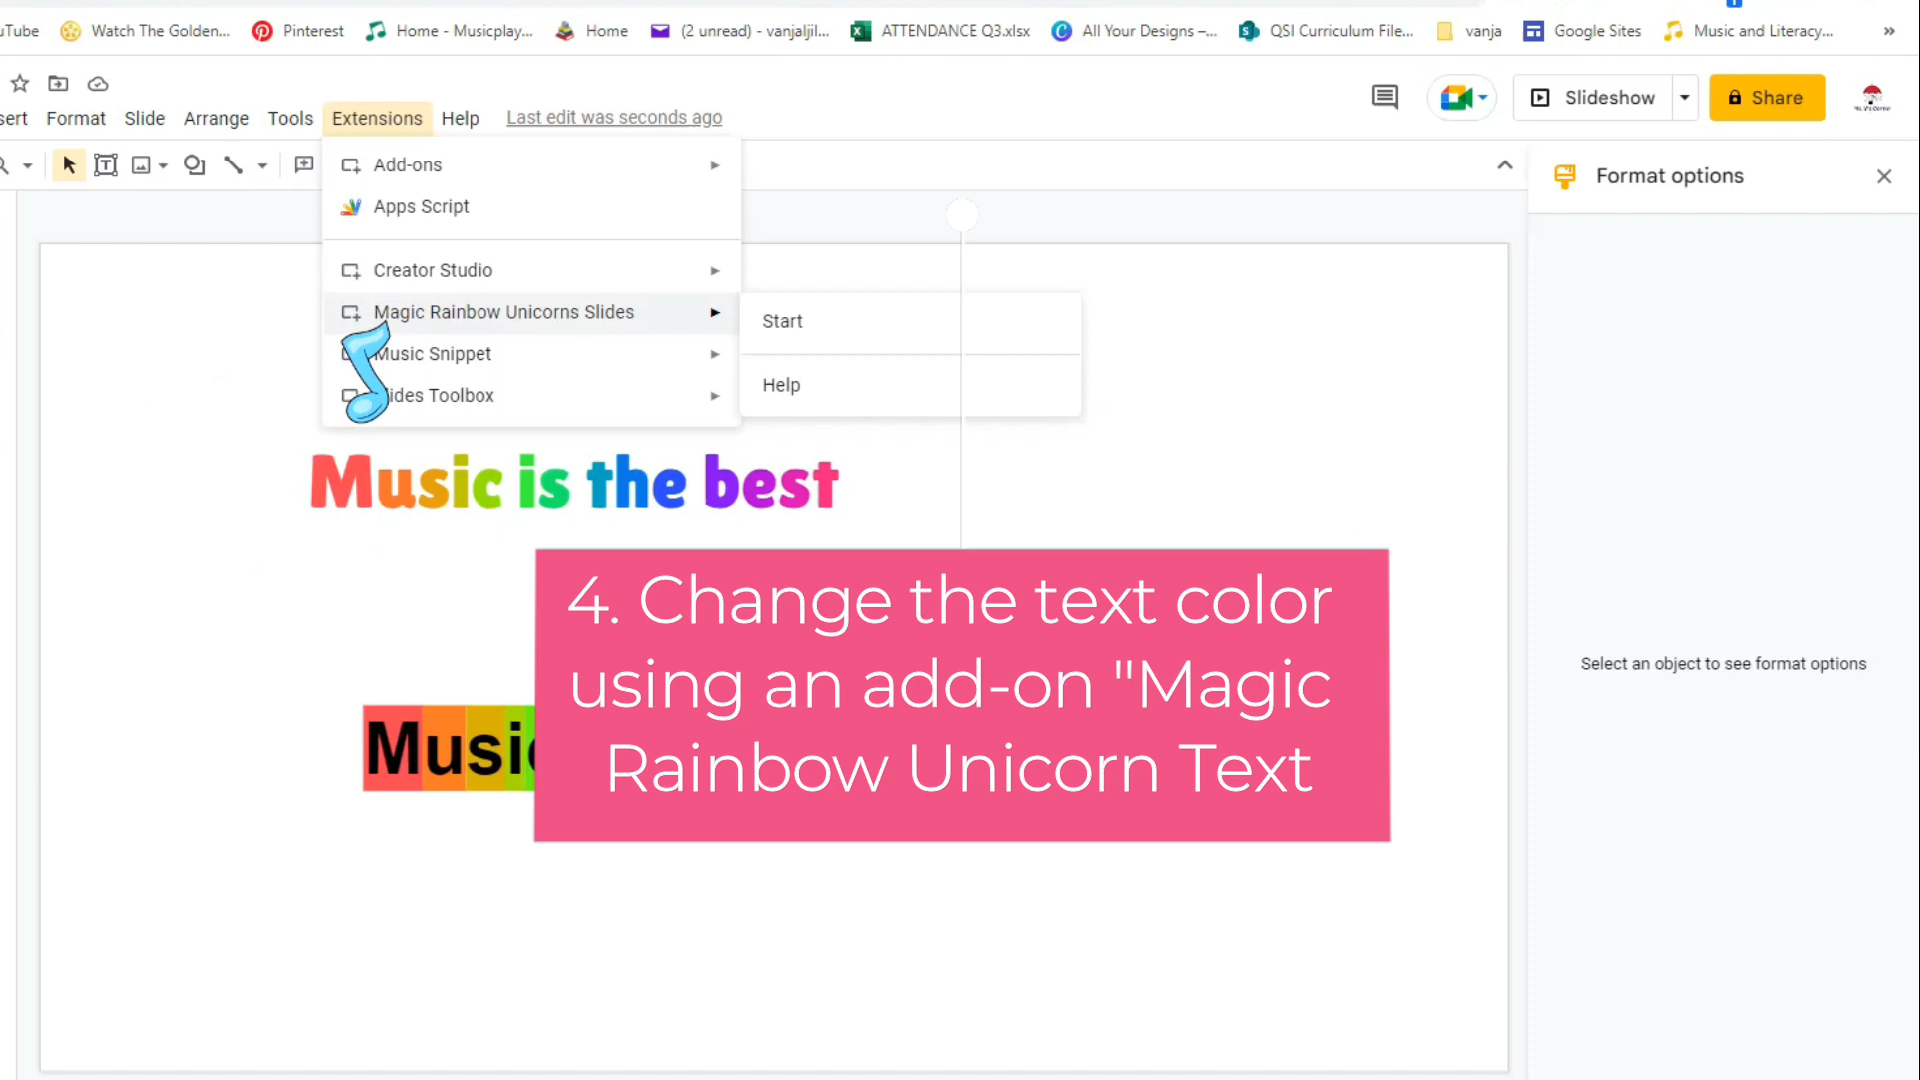 uTube Watch The Golden... Pinterest Home - Musicplay... Home (2 unread) - vanjaljil... ATTENDANCE Q3.xlsx All Your Designs –... QSI Curriculum File... vanja Google Sites Music and Literacy... »
Slideshow Share
sert Format Slide Arrange Tools Extensions Help Last edit was seconds ago
Add-ons
Format options
Apps Script
Creator Studio
Magic Rainbow Unicorns Slides
Start
Music Snippet
Help
lides Toolbox
Music is the best
4. Change the text color
using an add-on "Magic
Rainbow Unicorn Text
Select an object to see format options
Music